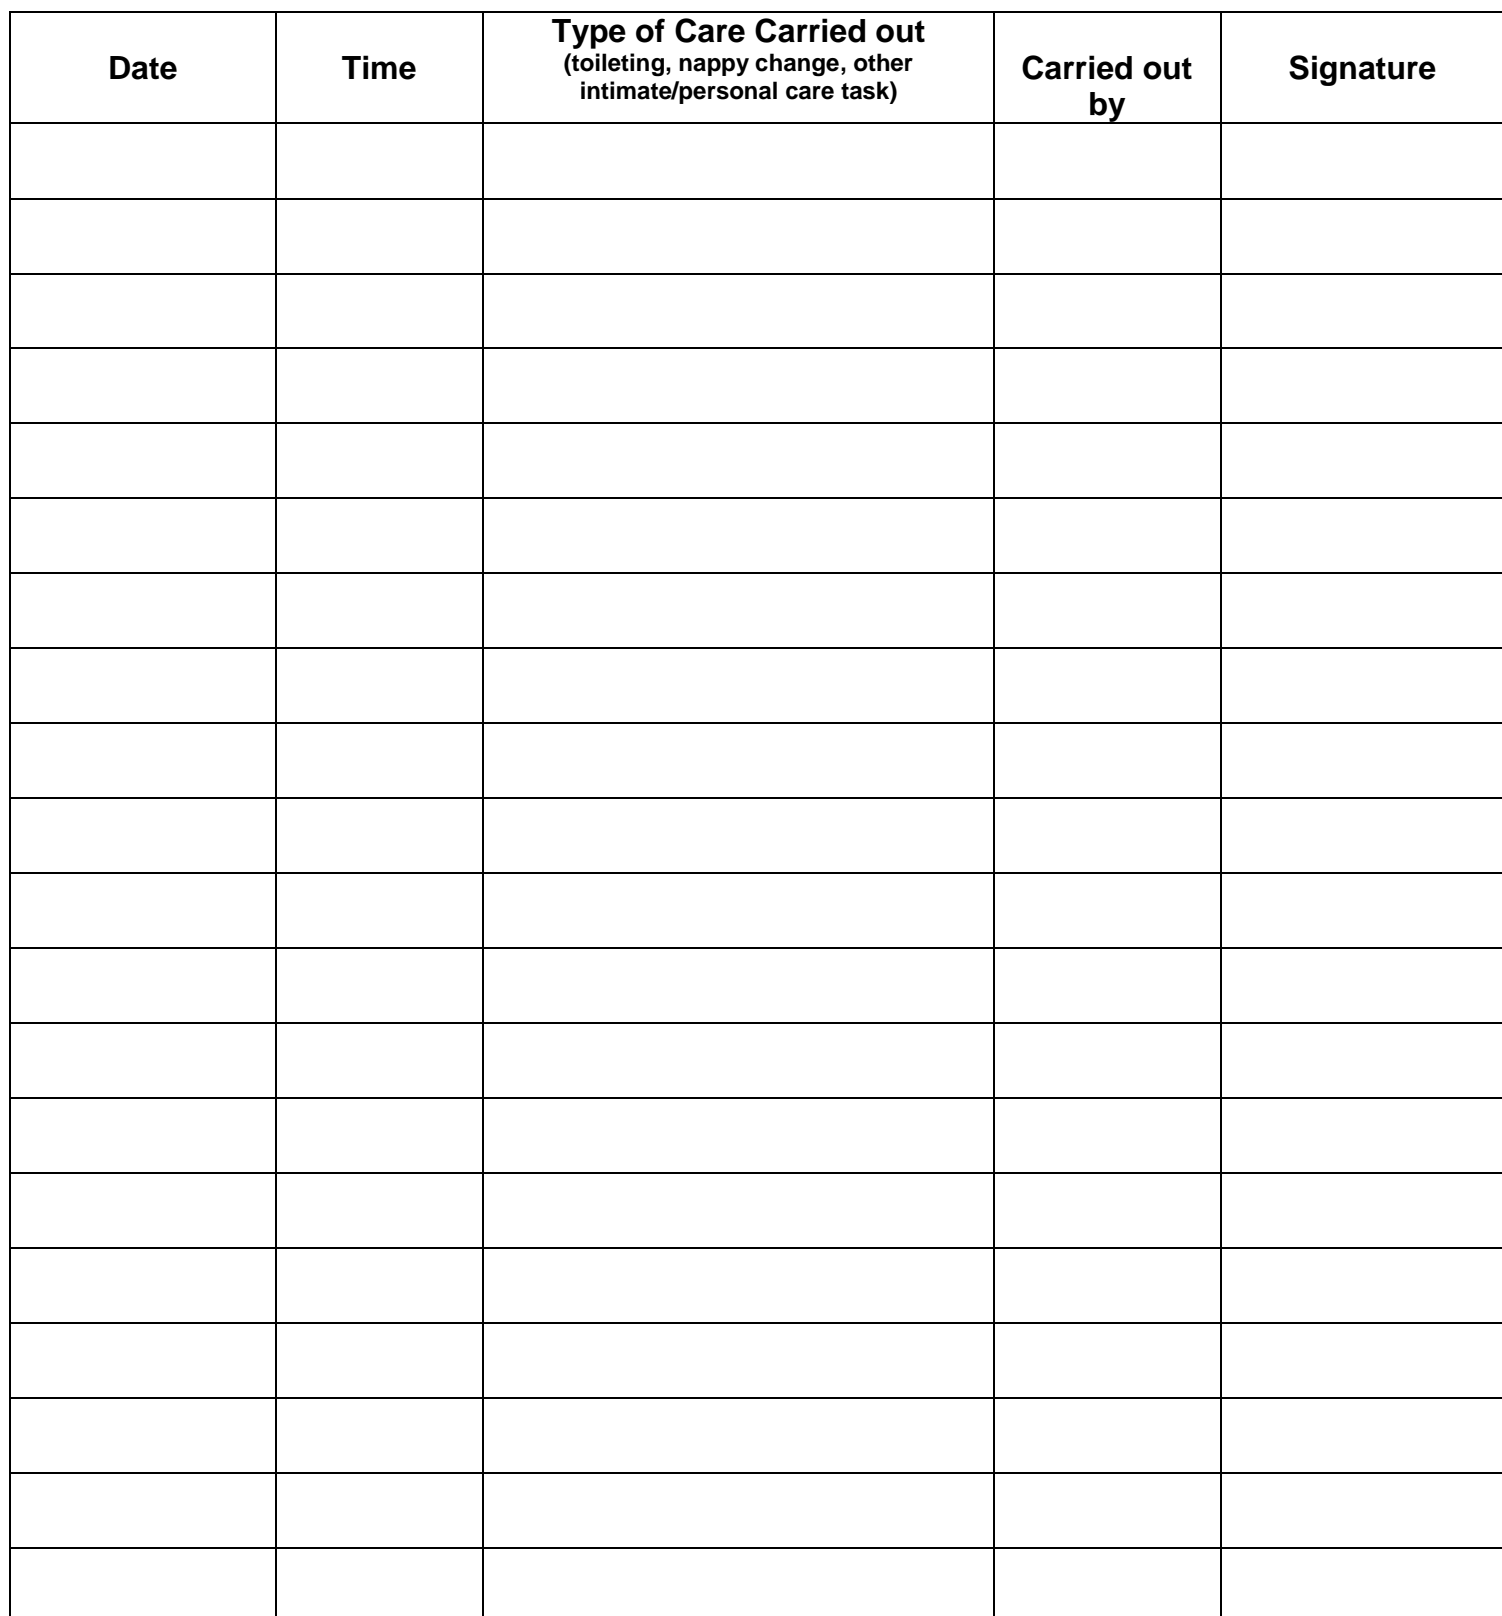 Date
Time
Type of Care Carried out
(toileting, nappy change, other
intimate/personal care task)
Carried out
by
Signature